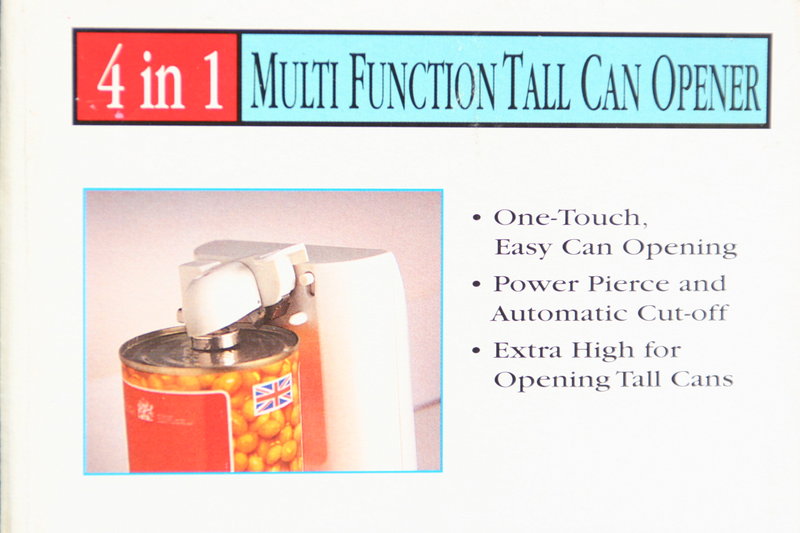 4 in 1 MULTI FUNCTION TALL CAN OPENER
• One-Touch,
Easy Can Opening
• Power Pierce and
Automatic Cut-off
• Extra High for
Opening Tall Cans